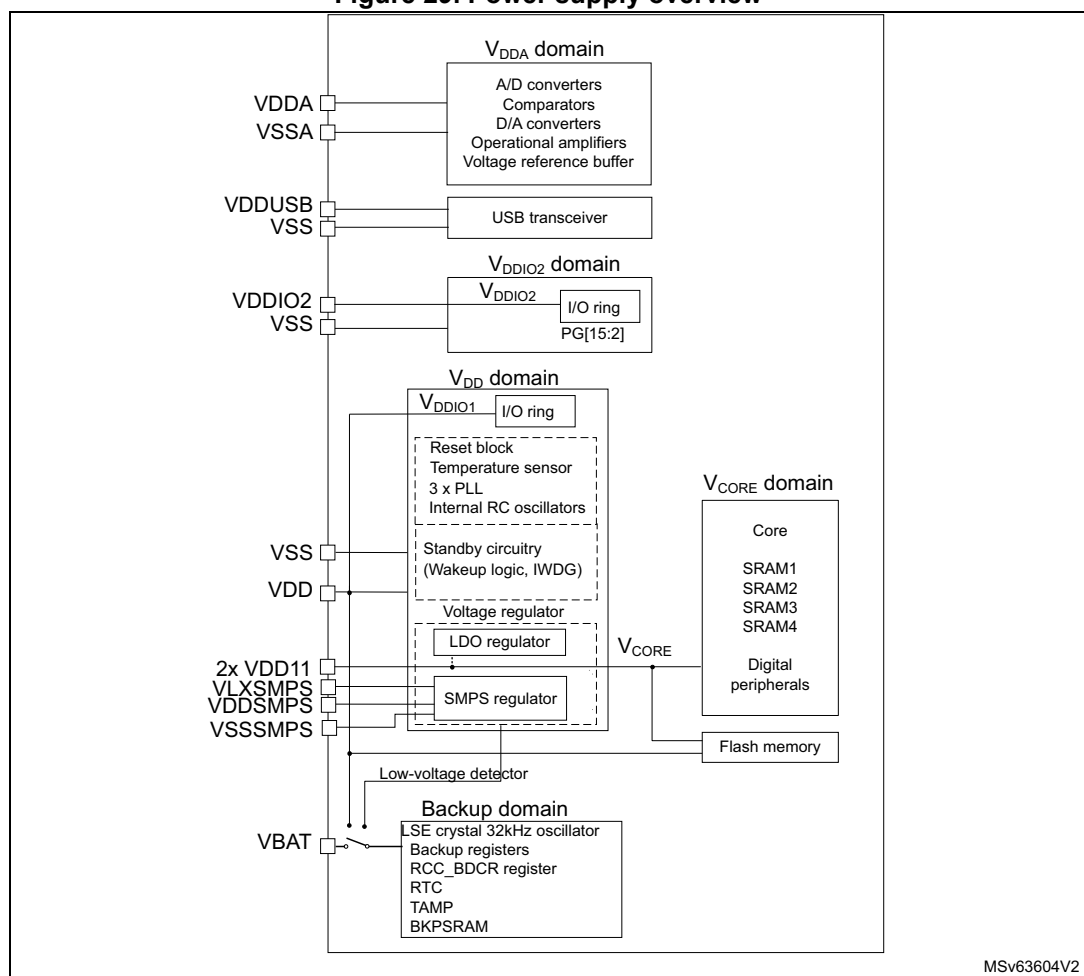 Figure Power supply overview
VDDA domain
A/D converters
Comparators
D/A converters
Operational amplifiers
Voltage reference buffer
VDDA
VSSA
VDDUSB
VSS
USB transceiver
VDDIO2 domain
VDDIO2
VDDIO2
VSS
I/O ring
PG[15:2]
VDD domain
VDDIO1
I/O ring
Reset block
Temperature sensor
3 x PLL
Internal RC oscillators
VSS
VDD
Standby circuitry
(Wakeup logic, IWDG)
Voltage regulator
LDO regulator
2x VDD11
VLXSMPS
VDDSMPS
VSSSMPS
SMPS regulator
VCORE
VCORE domain
Core
SRAM1
SRAM2
SRAM3
SRAM4
Digital
peripherals
Flash memory
Low-voltage detector
Backup domain
VBAT
LSE crystal 32kHz oscillator
Backup registers
RCC_BDCR register
RTC
TAMP
BKPSRAM
MSv63604V2